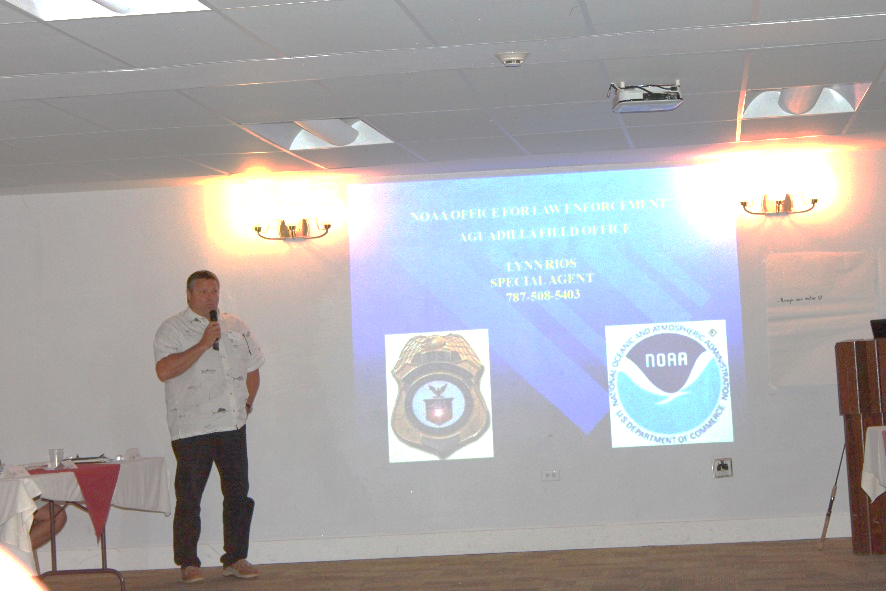 NOAA OFFICE FOR LAW ENFORCEMENT
AGUADILLA FIELD OFFICE
LYNN RIOS
SPECIAL AGENT
787-508-5403
NATIONAL OCEANIC AND ATMOSPHERIC ADMINISTRATION
NOAA
U.S. DEPARTMENT OF COMMERCE